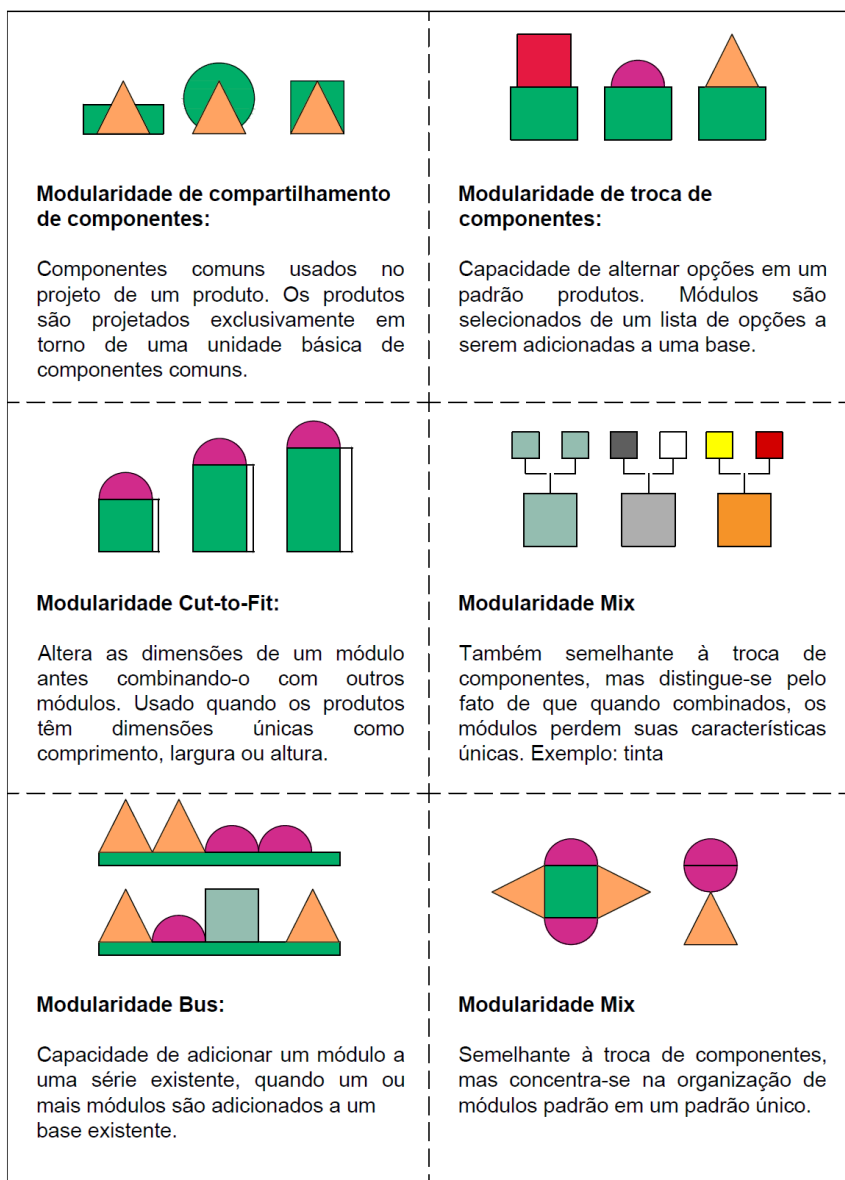 Modularidade de compartilhamento
de componentes:
Componentes comuns usados no
projeto de um produto. Os produtos
são projetados exclusivamente em
torno de uma unidade básica de
componentes comuns.
Modularidade de troca de
componentes:
Capacidade de alternar opções em um
padrão produtos. Módulos são
selecionados de um lista de opções a
serem adicionadas a uma base.
Modularidade Cut-to-Fit:
Altera as dimensões de um módulo
antes combinando-o com outros
módulos. Usado quando os produtos
têm dimensões únicas como
comprimento, largura ou altura.
Modularidade Mix
Também semelhante à troca de
componentes, mas distingue-se pelo
fato de que quando combinados, os
módulos perdem suas características
únicas. Exemplo: tinta
Modularidade Bus:
Capacidade de adicionar um módulo a
uma série existente, quando um ou
mais módulos são adicionados a um
base existente.
Modularidade Mix
Semelhante à troca de componentes,
mas concentra-se na organização de
módulos padrão em um padrão único.